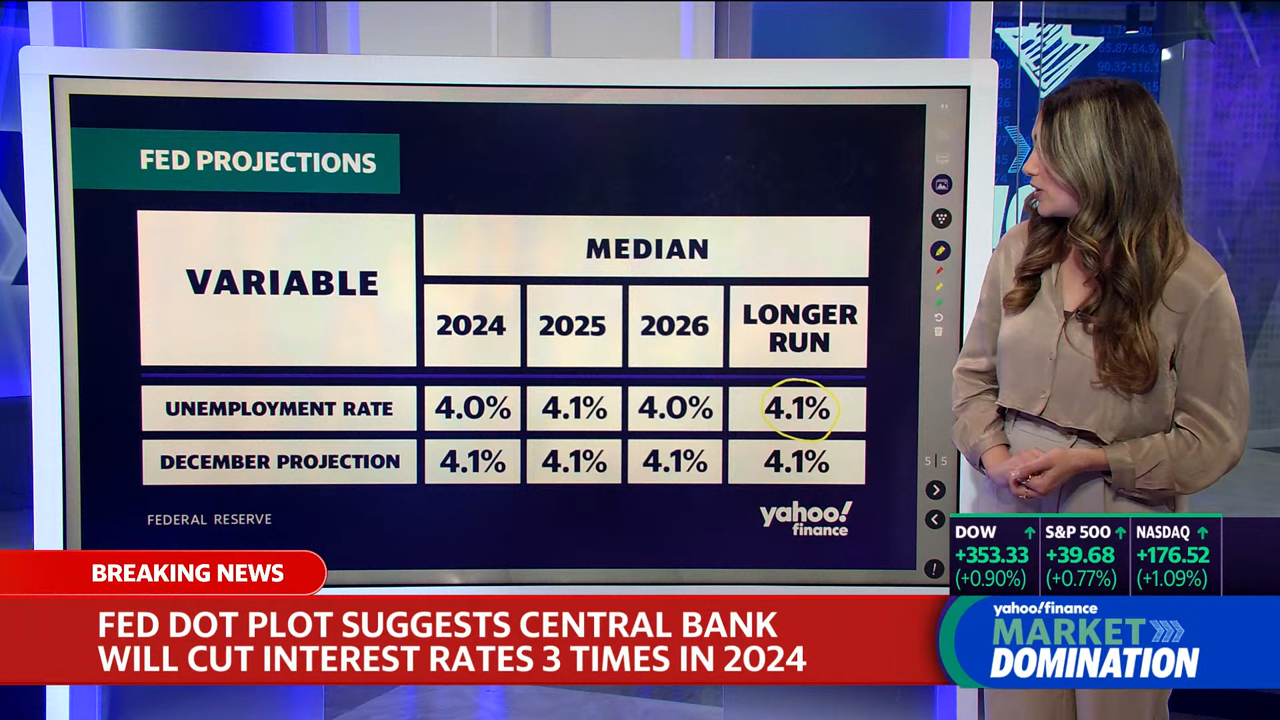 FED PROJECTIONS
VARIABLE
MEDIAN
2024 2025 2026 LONGER RUN
UNEMPLOYMENT RATE 4.0% 4.1% 4.0% 4.1%
DECEMBER PROJECTION 4.1% 4.1% 4.1% 4.1%
FEDERAL RESERVE
yahoo!
finance
5|5
BREAKING NEWS
FED DOT PLOT SUGGESTS CENTRAL BANK
WILL CUT INTEREST RATES 3 TIMES IN 2024
DOW S&P 500 NASDAQ
+353.33 +39.68 +176.52
(+0.90%) (+0.77%) (+1.09%)
yahoo!finance
MARKET
DOMINATION